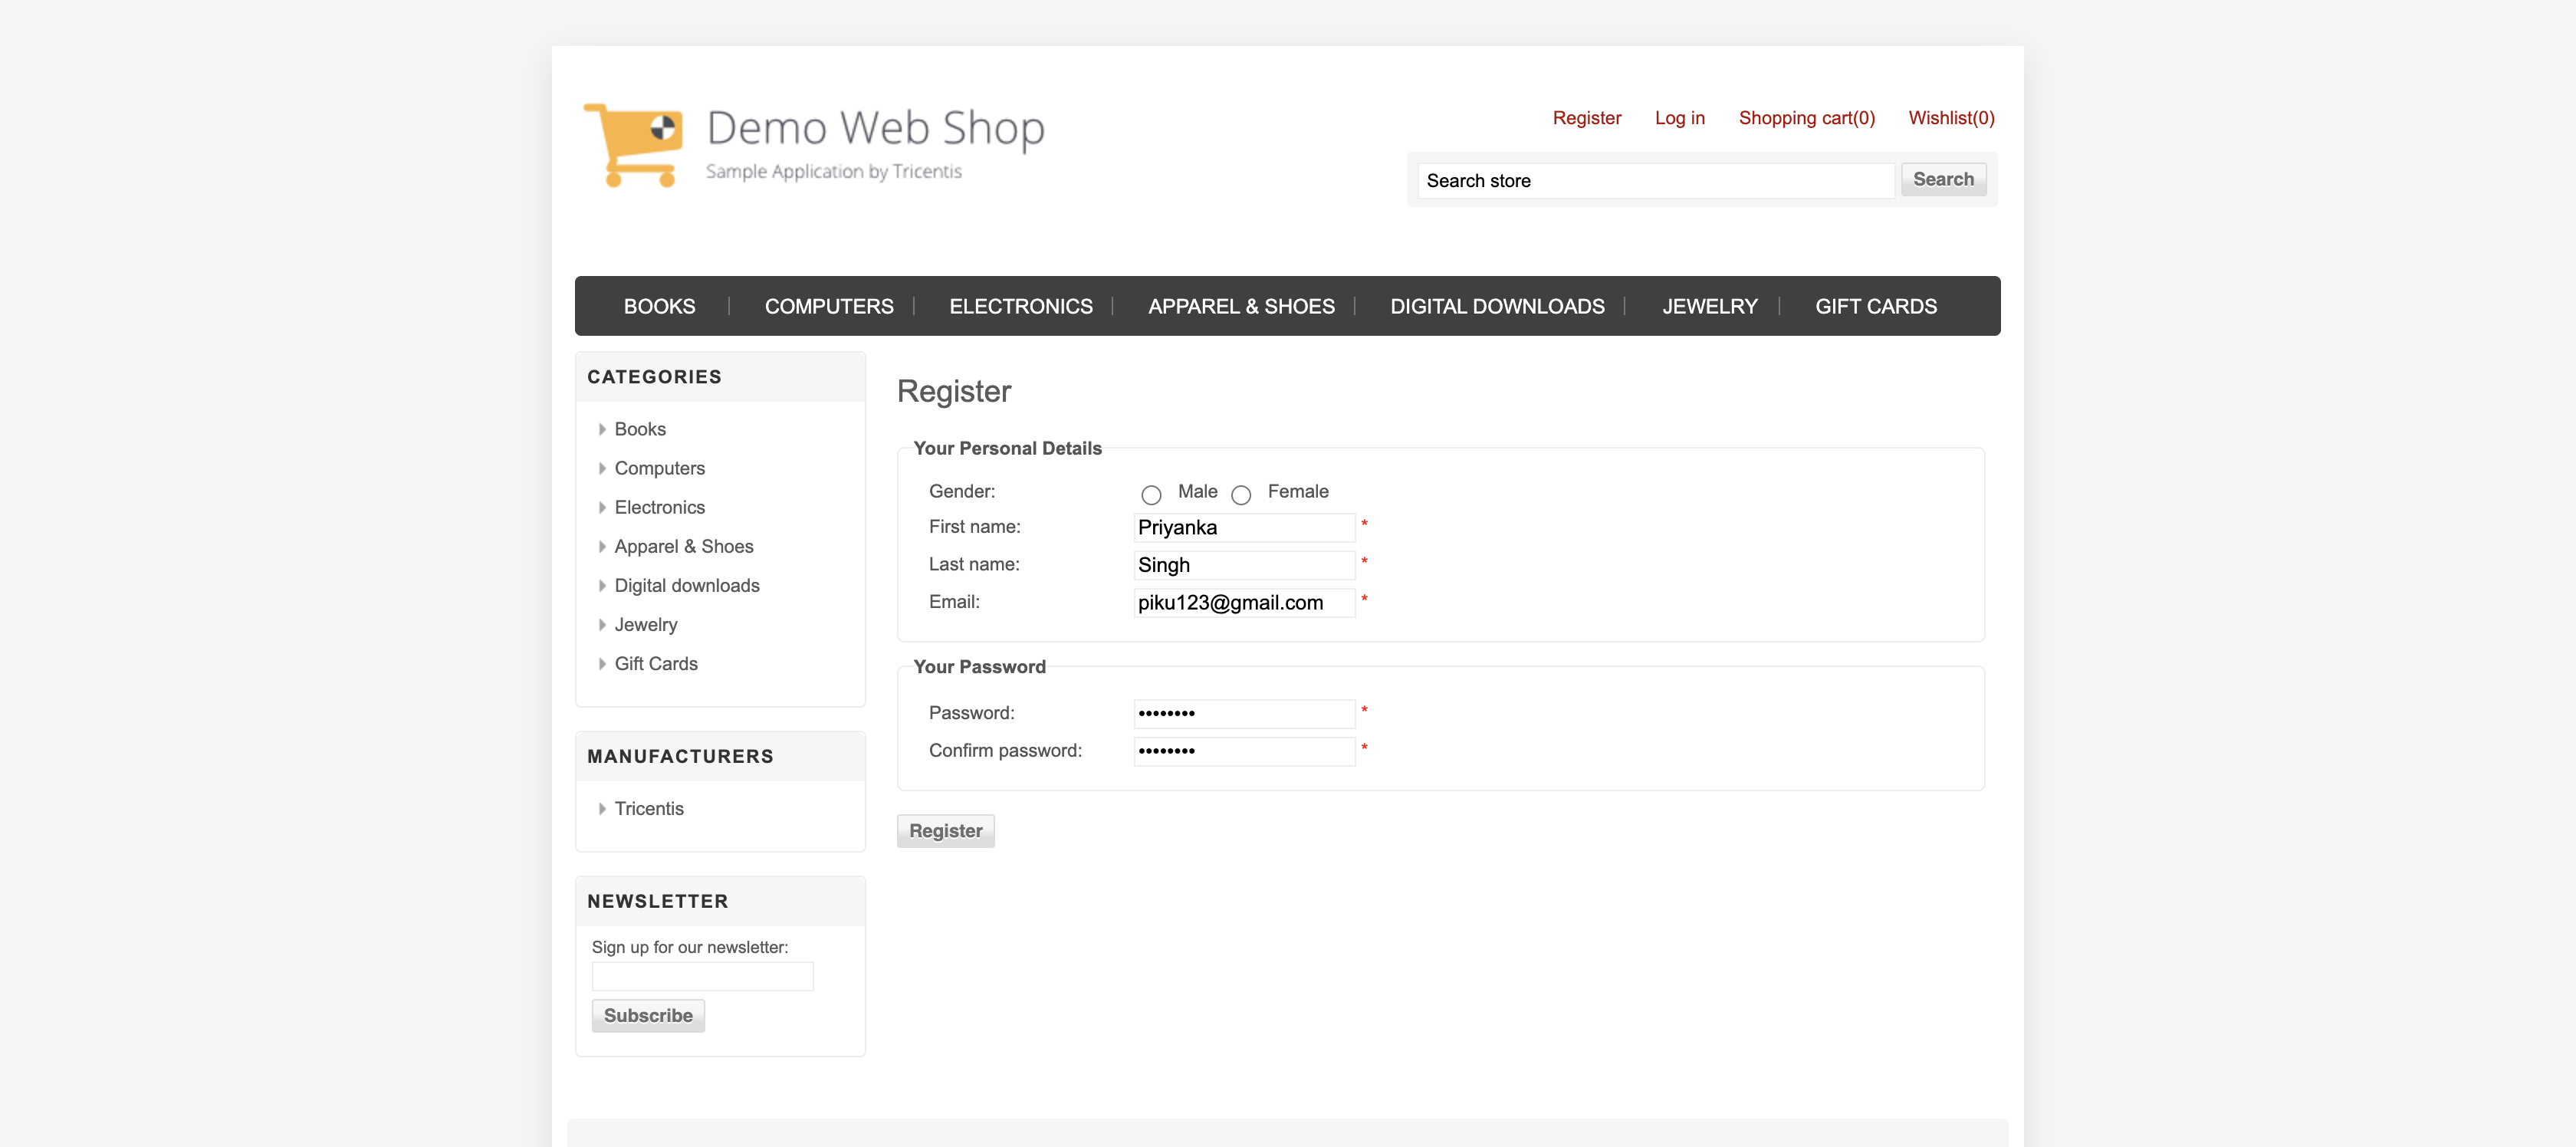 Demo Web Shop
Sample Application by Tricentis
Register Log in Shopping cart(0) Wishlist(0)
Search store Search
BOOKS COMPUTERS ELECTRONICS APPAREL & SHOES DIGITAL DOWNLOADS JEWELRY GIFT CARDS
CATEGORIES
Books
Computers
Electronics
Apparel & Shoes
Digital downloads
Jewelry
Gift Cards
MANUFACTURERS
Tricentis
NEWSLETTER
Sign up for our newsletter:
Subscribe
Register
Your Personal Details
Gender: Male Female
First name: Priyanka *
Last name: Singh *
Email: piku123@gmail.com *
Your Password
Password: •••••••• *
Confirm password: •••••••• *
Register